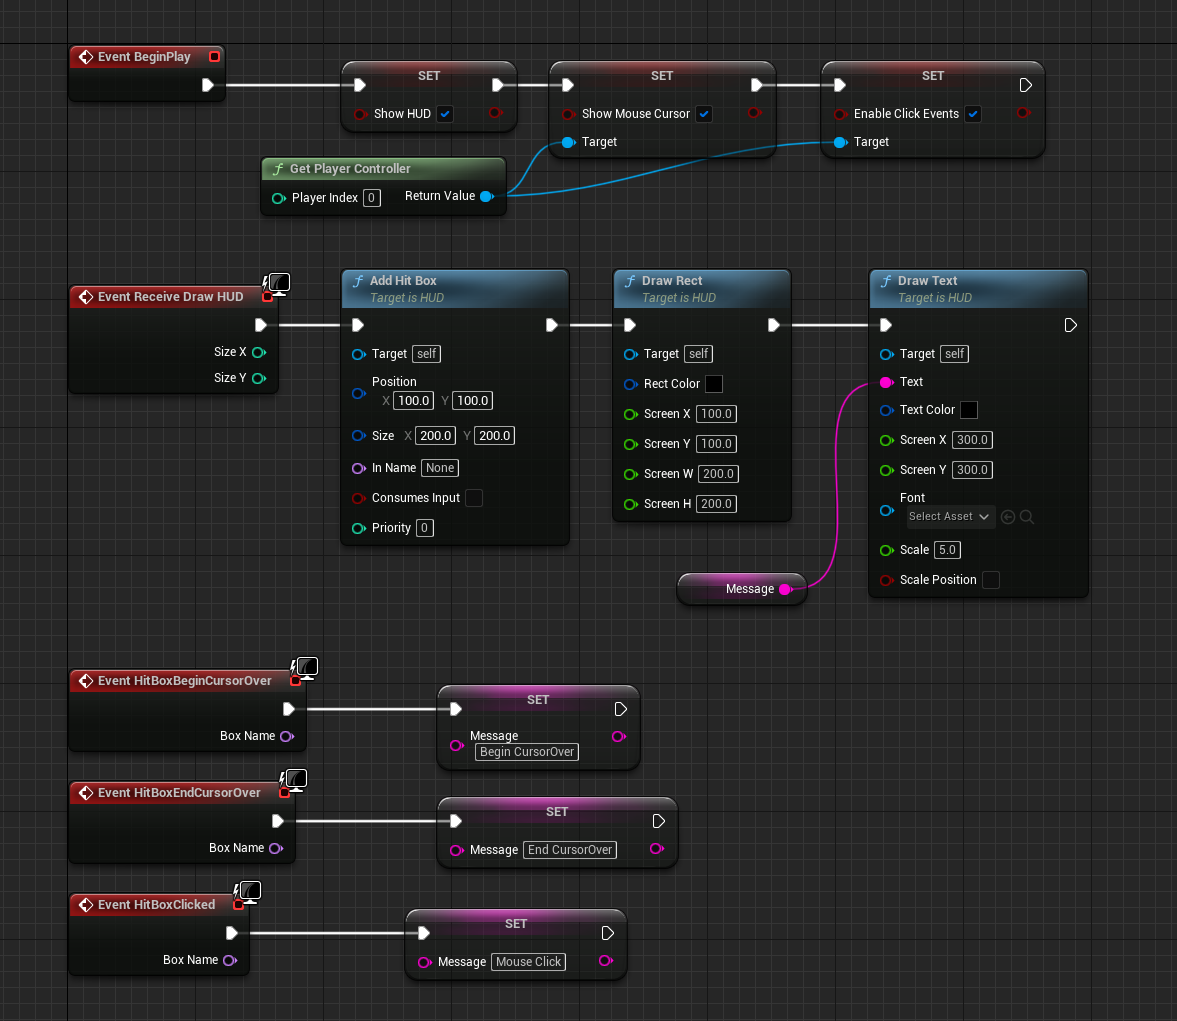 Event BeginPlay
SET
Show HUD
SET
Show Mouse Cursor
Target
SET
Enable Click Events
Target
f Get Player Controller
Player Index 0
Return Value
Event Receive Draw HUD
Size X
Size Y
f Add Hit Box
Target is HUD
Target self
Position
X 100.0 Y 100.0
Size X 200.0 Y 200.0
In Name None
Consumes Input
Priority 0
f Draw Rect
Target is HUD
Target self
Rect Color
Screen X 100.0
Screen Y 100.0
Screen W 200.0
Screen H 200.0
Message
f Draw Text
Target is HUD
Target self
Text
Text Color
Screen X 300.0
Screen Y 300.0
Font
Select Asset
Scale 5.0
Scale Position
Event HitBoxBeginCursorOver
Box Name
SET
Message
Begin CursorOver
Event HitBoxEndCursorOver
Box Name
SET
Message End CursorOver
Event HitBoxClicked
Box Name
SET
Message Mouse Click